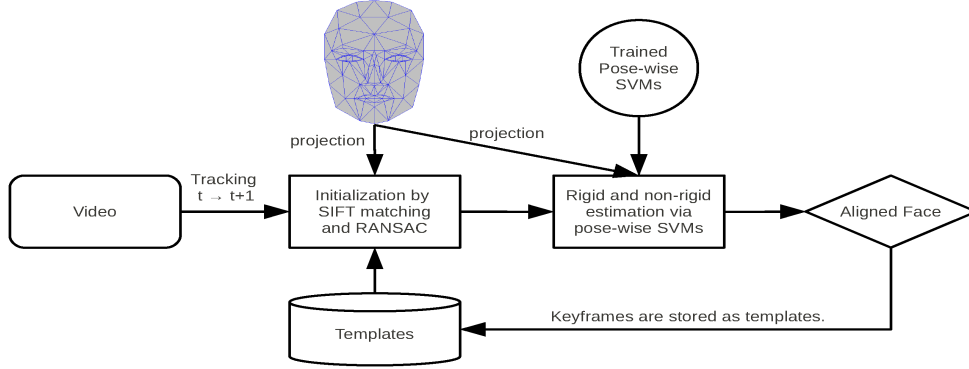 Trained
Pose-wise
SVMs
projection
projection
Tracking
t → t+1
Video
Initialization by
SIFT matching
and RANSAC
Rigid and non-rigid
estimation via
pose-wise SVMs
Aligned Face
Keyframes are stored as templates.
Templates